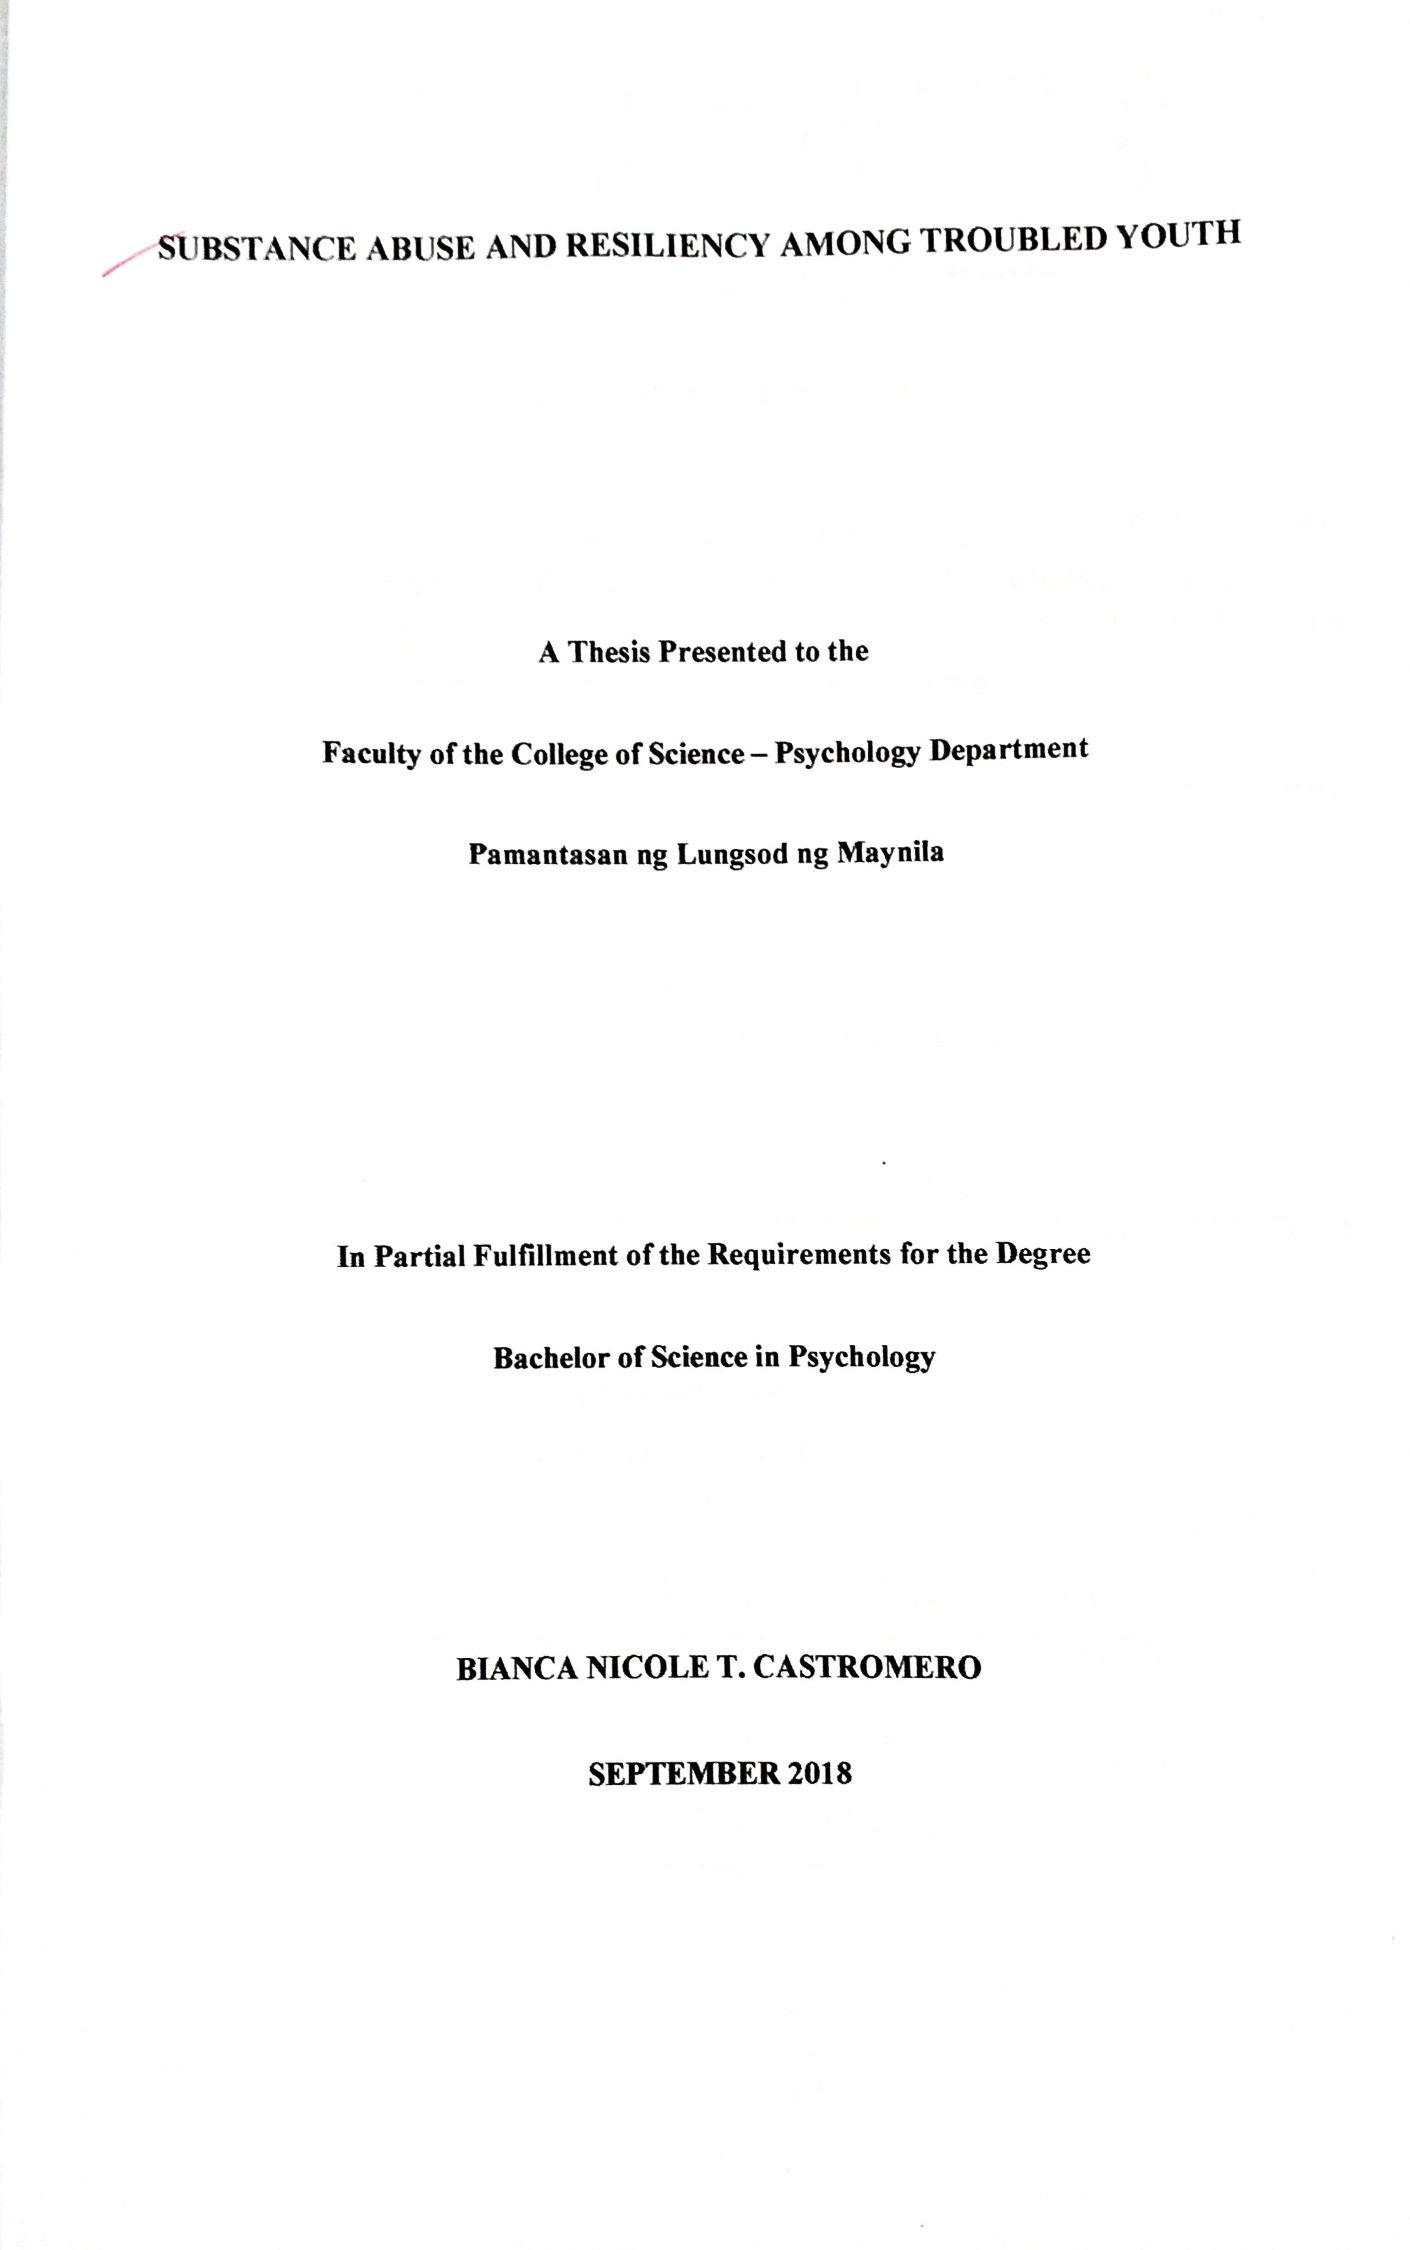 SUBSTANCE ABUSE AND RESILIENCY AMONG TROUBLED YOUTH
A Thesis Presented to the
Faculty of the College of Science – Psychology Department
Pamantasan ng Lungsod ng Maynila
In Partial Fulfillment of the Requirements for the Degree
Bachelor of Science in Psychology
BIANCA NICOLE T. CASTROMERO
SEPTEMBER 2018